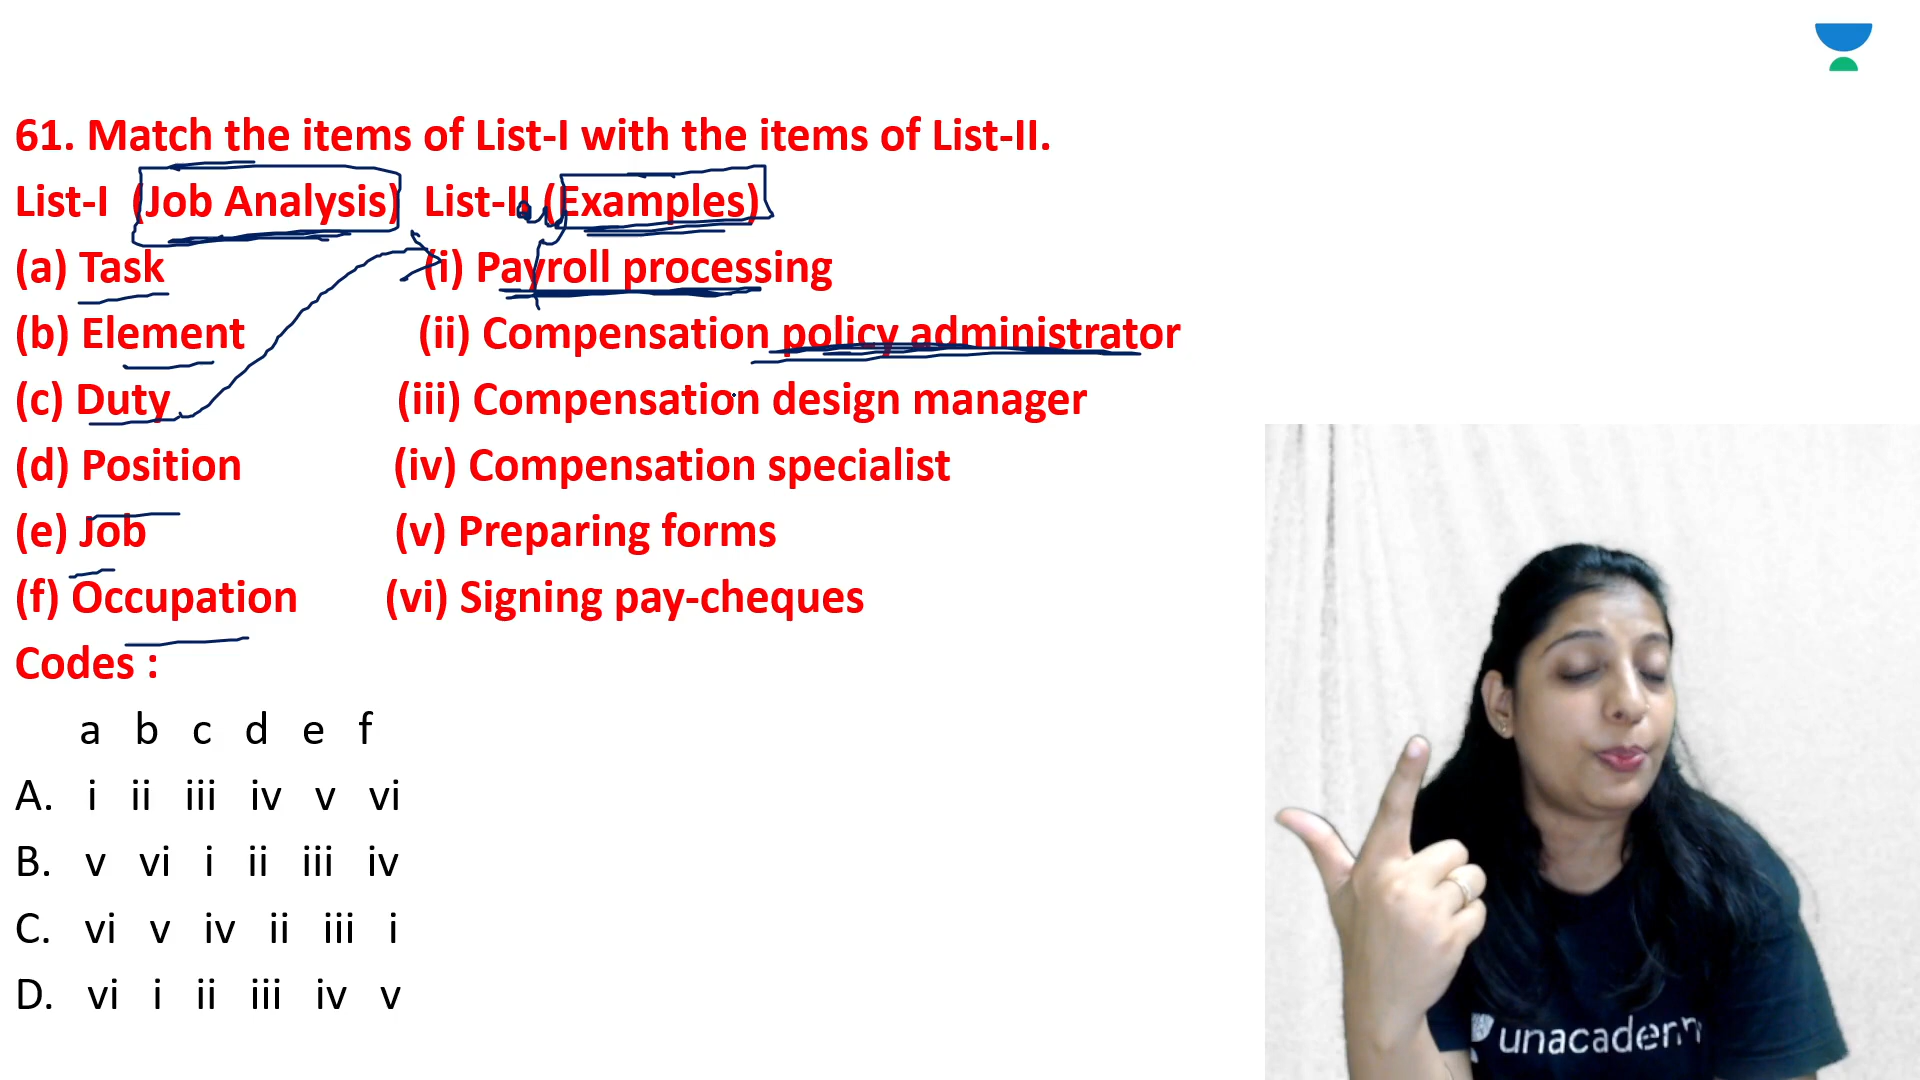 61. Match the items of List-I with the items of List-II.
List-I (Job Analysis) List-II (Examples)
(a) Task (i) Payroll processing
(b) Element (ii) Compensation policy administrator
(c) Duty (iii) Compensation design manager
(d) Position (iv) Compensation specialist
(e) Job (v) Preparing forms
(f) Occupation (vi) Signing pay-cheques
Codes :
a b c d e f
A. i ii iii iv v vi
B. v vi i ii iii iv
C. vi v iv ii iii i
D. vi i ii iii iv v
unacademy